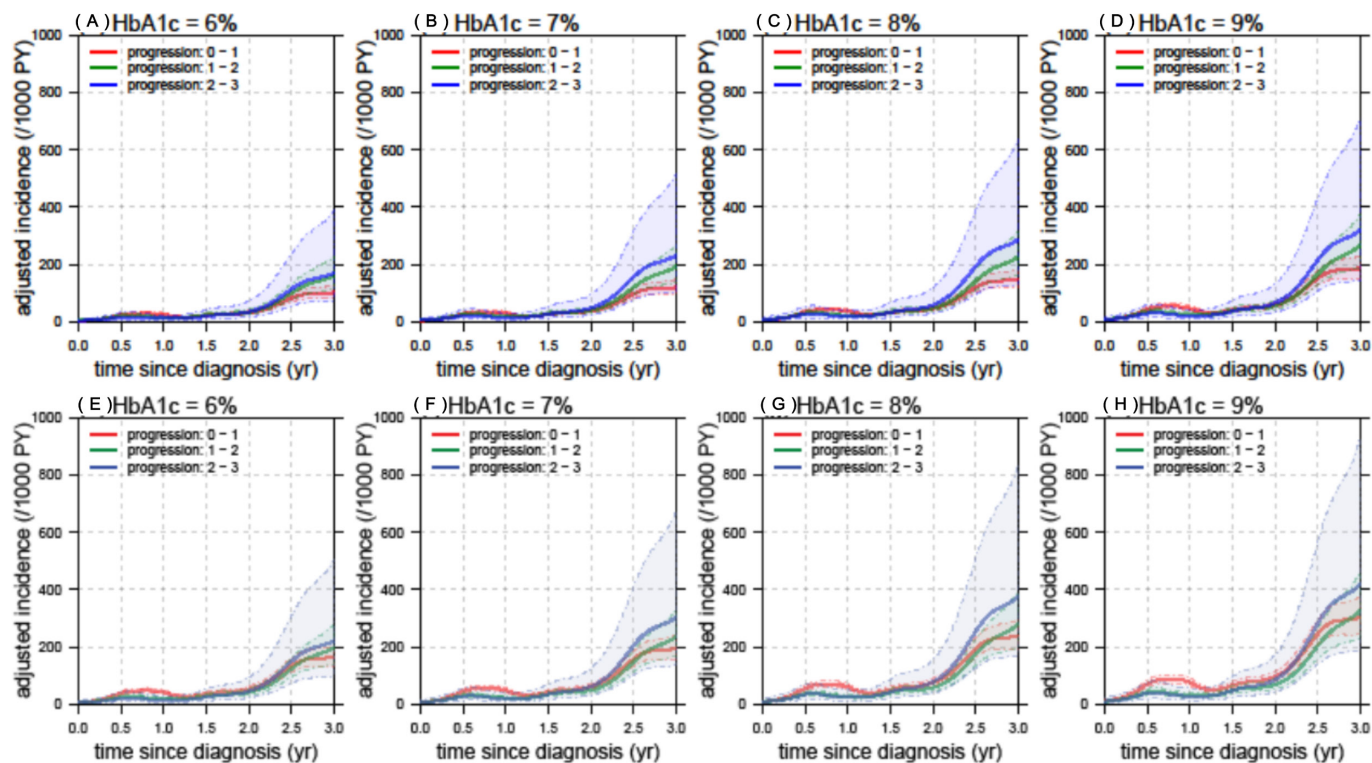 ( A ) HbA1c = 6%
adjusted incidence (/1000 PY)
1000
800
600
400
200
0
progression: 0 – 1
progression: 1 – 2
progression: 2 – 3
0.0 0.5 1.0 1.5 2.0 2.5 3.0
time since diagnosis (yr)
( B ) HbA1c = 7%
adjusted incidence (/1000 PY)
1000
800
600
400
200
0
progression: 0 – 1
progression: 1 – 2
progression: 2 – 3
0.0 0.5 1.0 1.5 2.0 2.5 3.0
time since diagnosis (yr)
( C ) HbA1c = 8%
adjusted incidence (/1000 PY)
1000
800
600
400
200
0
progression: 0 – 1
progression: 1 – 2
progression: 2 – 3
0.0 0.5 1.0 1.5 2.0 2.5 3.0
time since diagnosis (yr)
( D ) HbA1c = 9%
adjusted incidence (/1000 PY)
1000
800
600
400
200
0
progression: 0 – 1
progression: 1 – 2
progression: 2 – 3
0.0 0.5 1.0 1.5 2.0 2.5 3.0
time since diagnosis (yr)
( E ) HbA1c = 6%
adjusted incidence (/1000 PY)
1000
800
600
400
200
0
progression: 0 – 1
progression: 1 – 2
progression: 2 – 3
0.0 0.5 1.0 1.5 2.0 2.5 3.0
time since diagnosis (yr)
( F ) HbA1c = 7%
adjusted incidence (/1000 PY)
1000
800
600
400
200
0
progression: 0 – 1
progression: 1 – 2
progression: 2 – 3
0.0 0.5 1.0 1.5 2.0 2.5 3.0
time since diagnosis (yr)
( G ) HbA1c = 8%
adjusted incidence (/1000 PY)
1000
800
600
400
200
0
progression: 0 – 1
progression: 1 – 2
progression: 2 – 3
0.0 0.5 1.0 1.5 2.0 2.5 3.0
time since diagnosis (yr)
( H ) HbA1c = 9%
adjusted incidence (/1000 PY)
1000
800
600
400
200
0
progression: 0 – 1
progression: 1 – 2
progression: 2 – 3
0.0 0.5 1.0 1.5 2.0 2.5 3.0
time since diagnosis (yr)